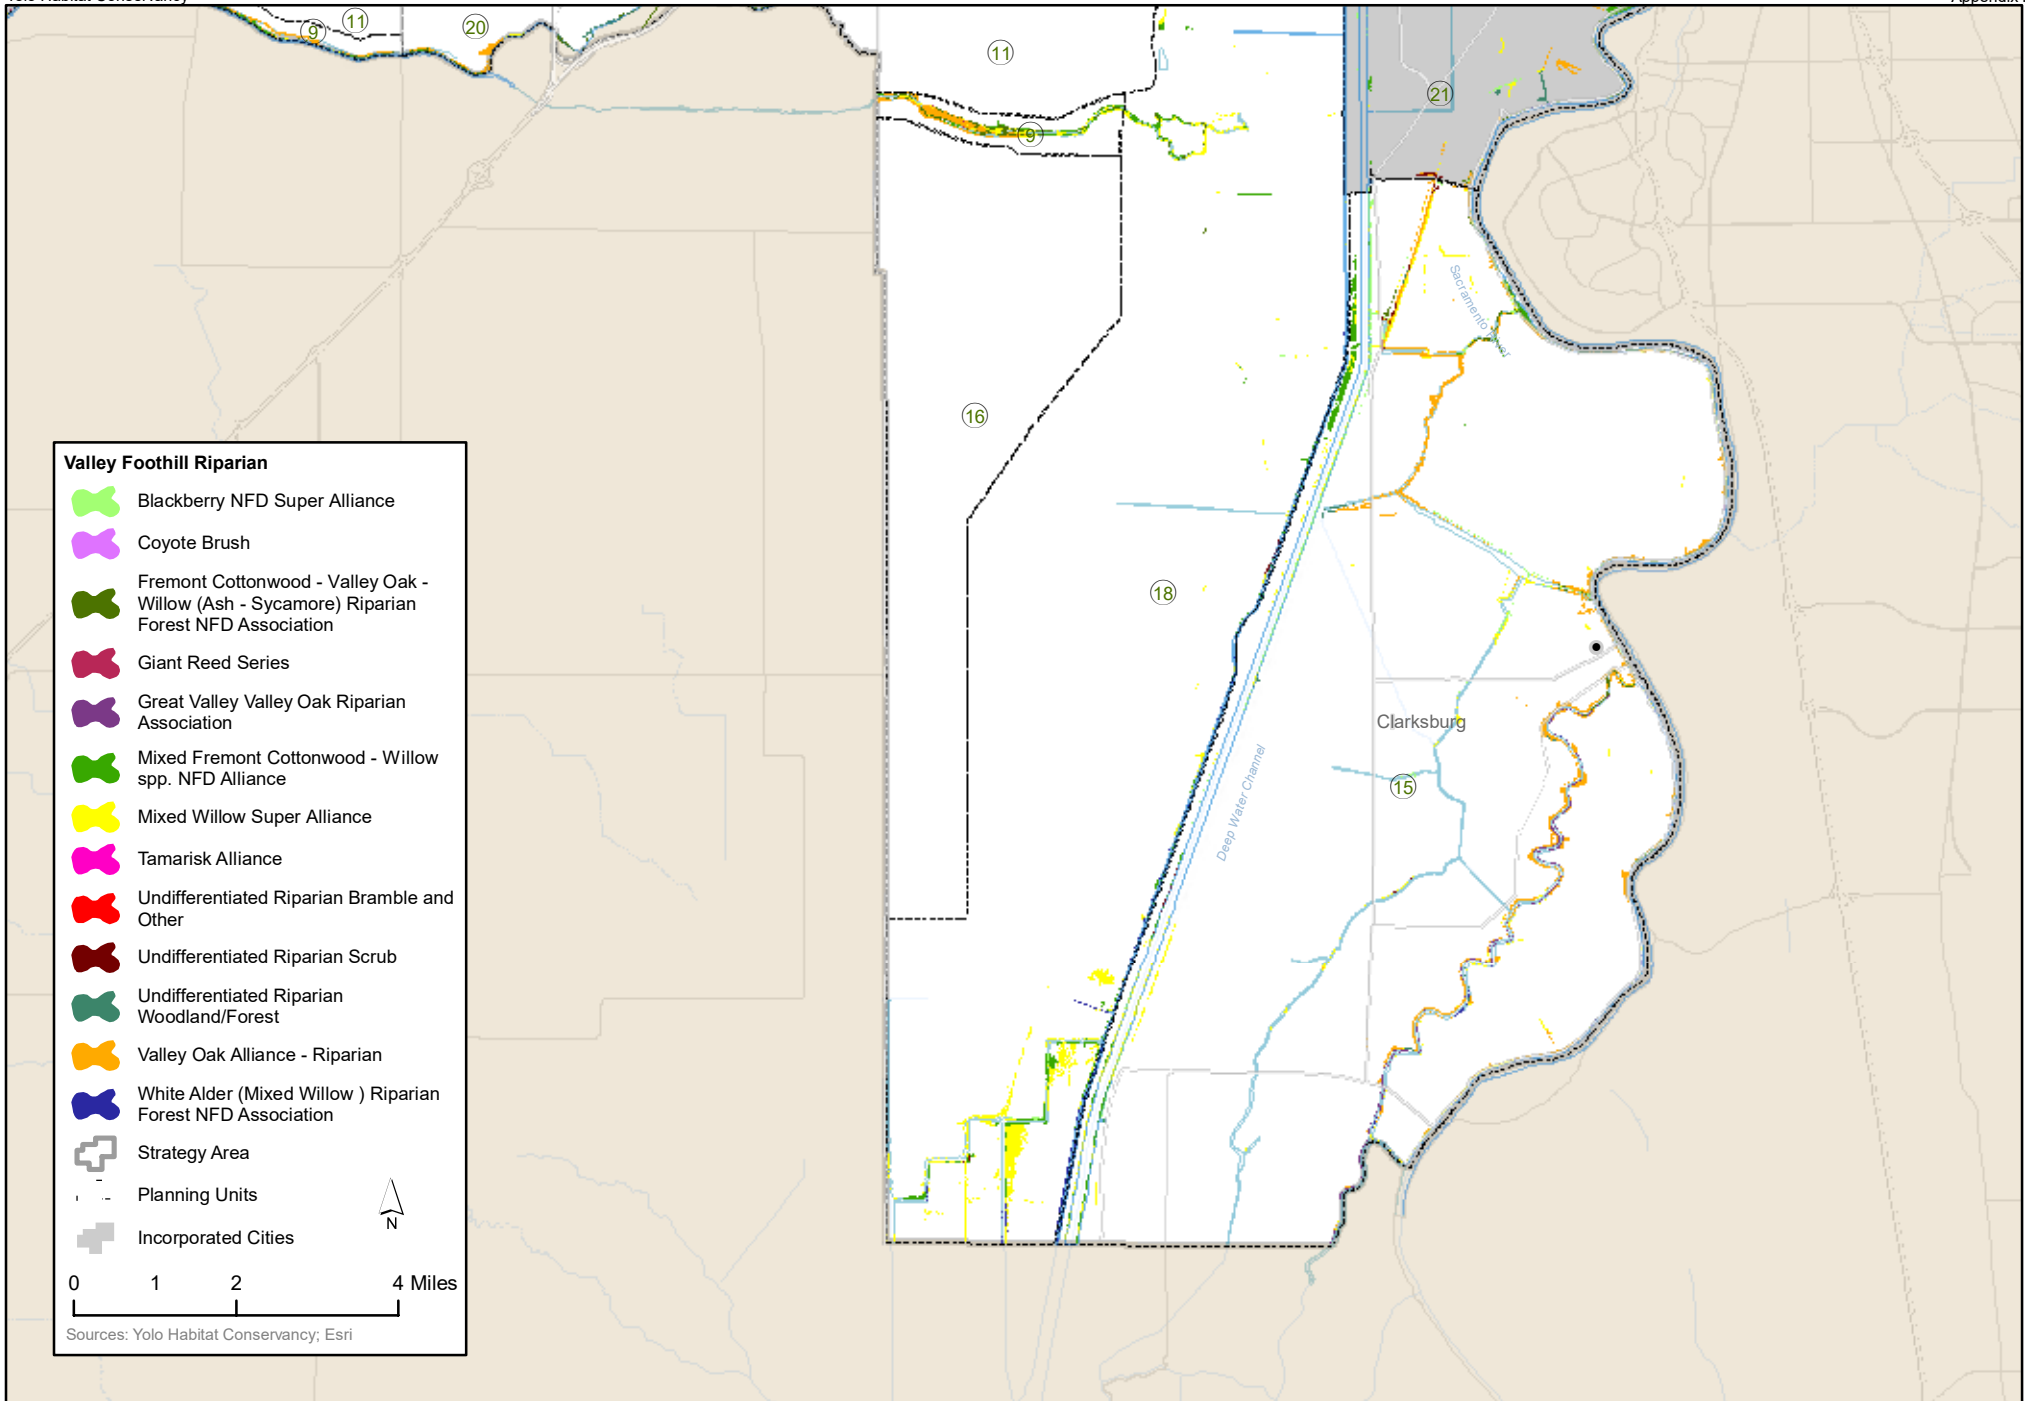 9
11
20
11
21
9
Sacramento
16
18
Clarksburg
15
Deep Water Channel
Valley Foothill Riparian
Blackberry NFD Super Alliance
Coyote Brush
Fremont Cottonwood - Valley Oak -
Willow (Ash - Sycamore) Riparian
Forest NFD Association
Giant Reed Series
Great Valley Valley Oak Riparian
Association
Mixed Fremont Cottonwood - Willow
spp. NFD Alliance
Mixed Willow Super Alliance
Tamarisk Alliance
Undifferentiated Riparian Bramble and
Other
Undifferentiated Riparian Scrub
Undifferentiated Riparian
Woodland/Forest
Valley Oak Alliance - Riparian
White Alder (Mixed Willow ) Riparian
Forest NFD Association
Strategy Area
Planning Units
Incorporated Cities
N
0 1 2 4 Miles
Sources: Yolo Habitat Conservancy; Esri